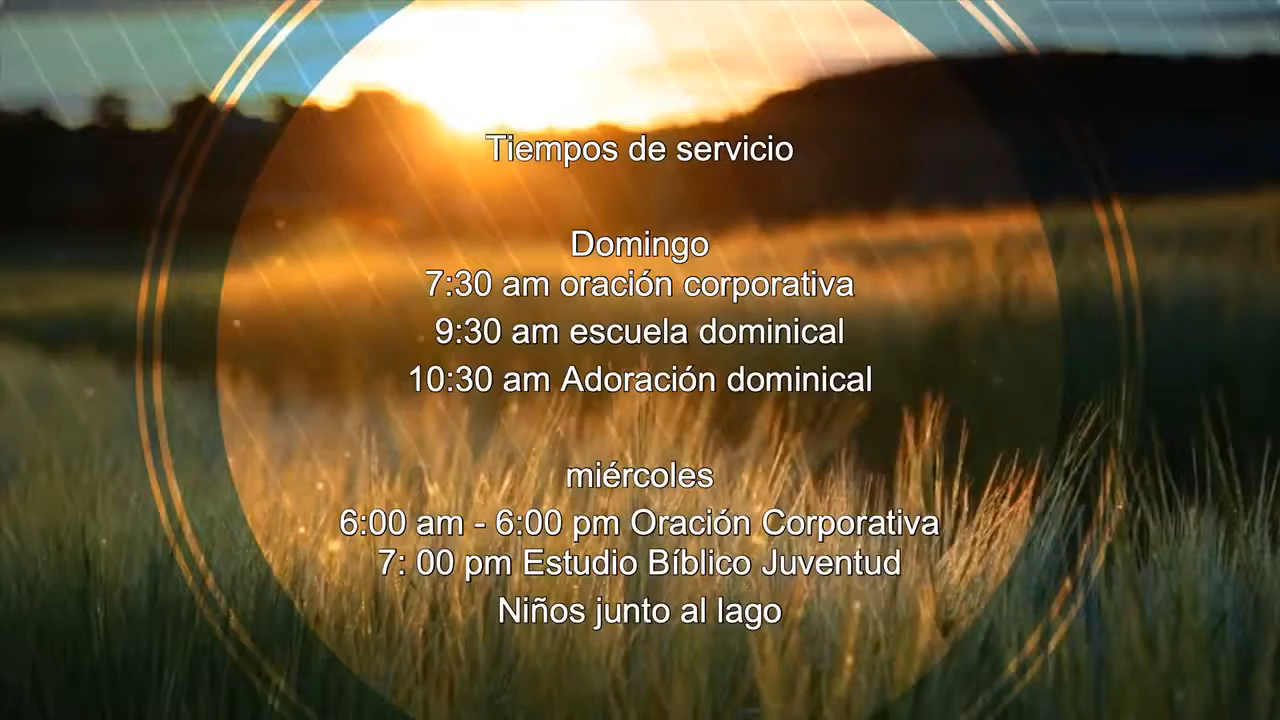 Tiempos de servicio
Domingo
7:30 am oración corporativa
9:30 am escuela dominical
10:30 am Adoración dominical
miércoles
6:00 am - 6:00 pm Oración Corporativa
7: 00 pm Estudio Bíblico Juventud
Niños junto al lago